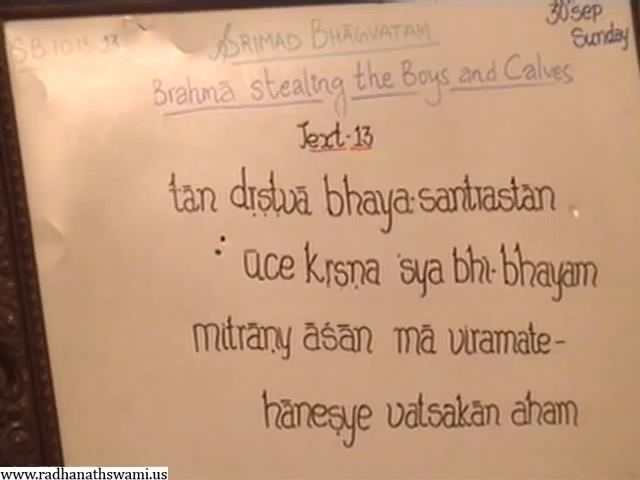 SB 10.13.13
30 Sep
Sunday
SRIMAD BHĀGVATAM
Brahmā stealing the Boys and Calves
Text-13
tān dṛṣṭvā bhaya-santrastān
ūce kṛṣṇa 'sya bhī-bhayam
mitrāṇy āśān mā viramate-
hāneṣye vatsakān aham
www.radhanathswami.us